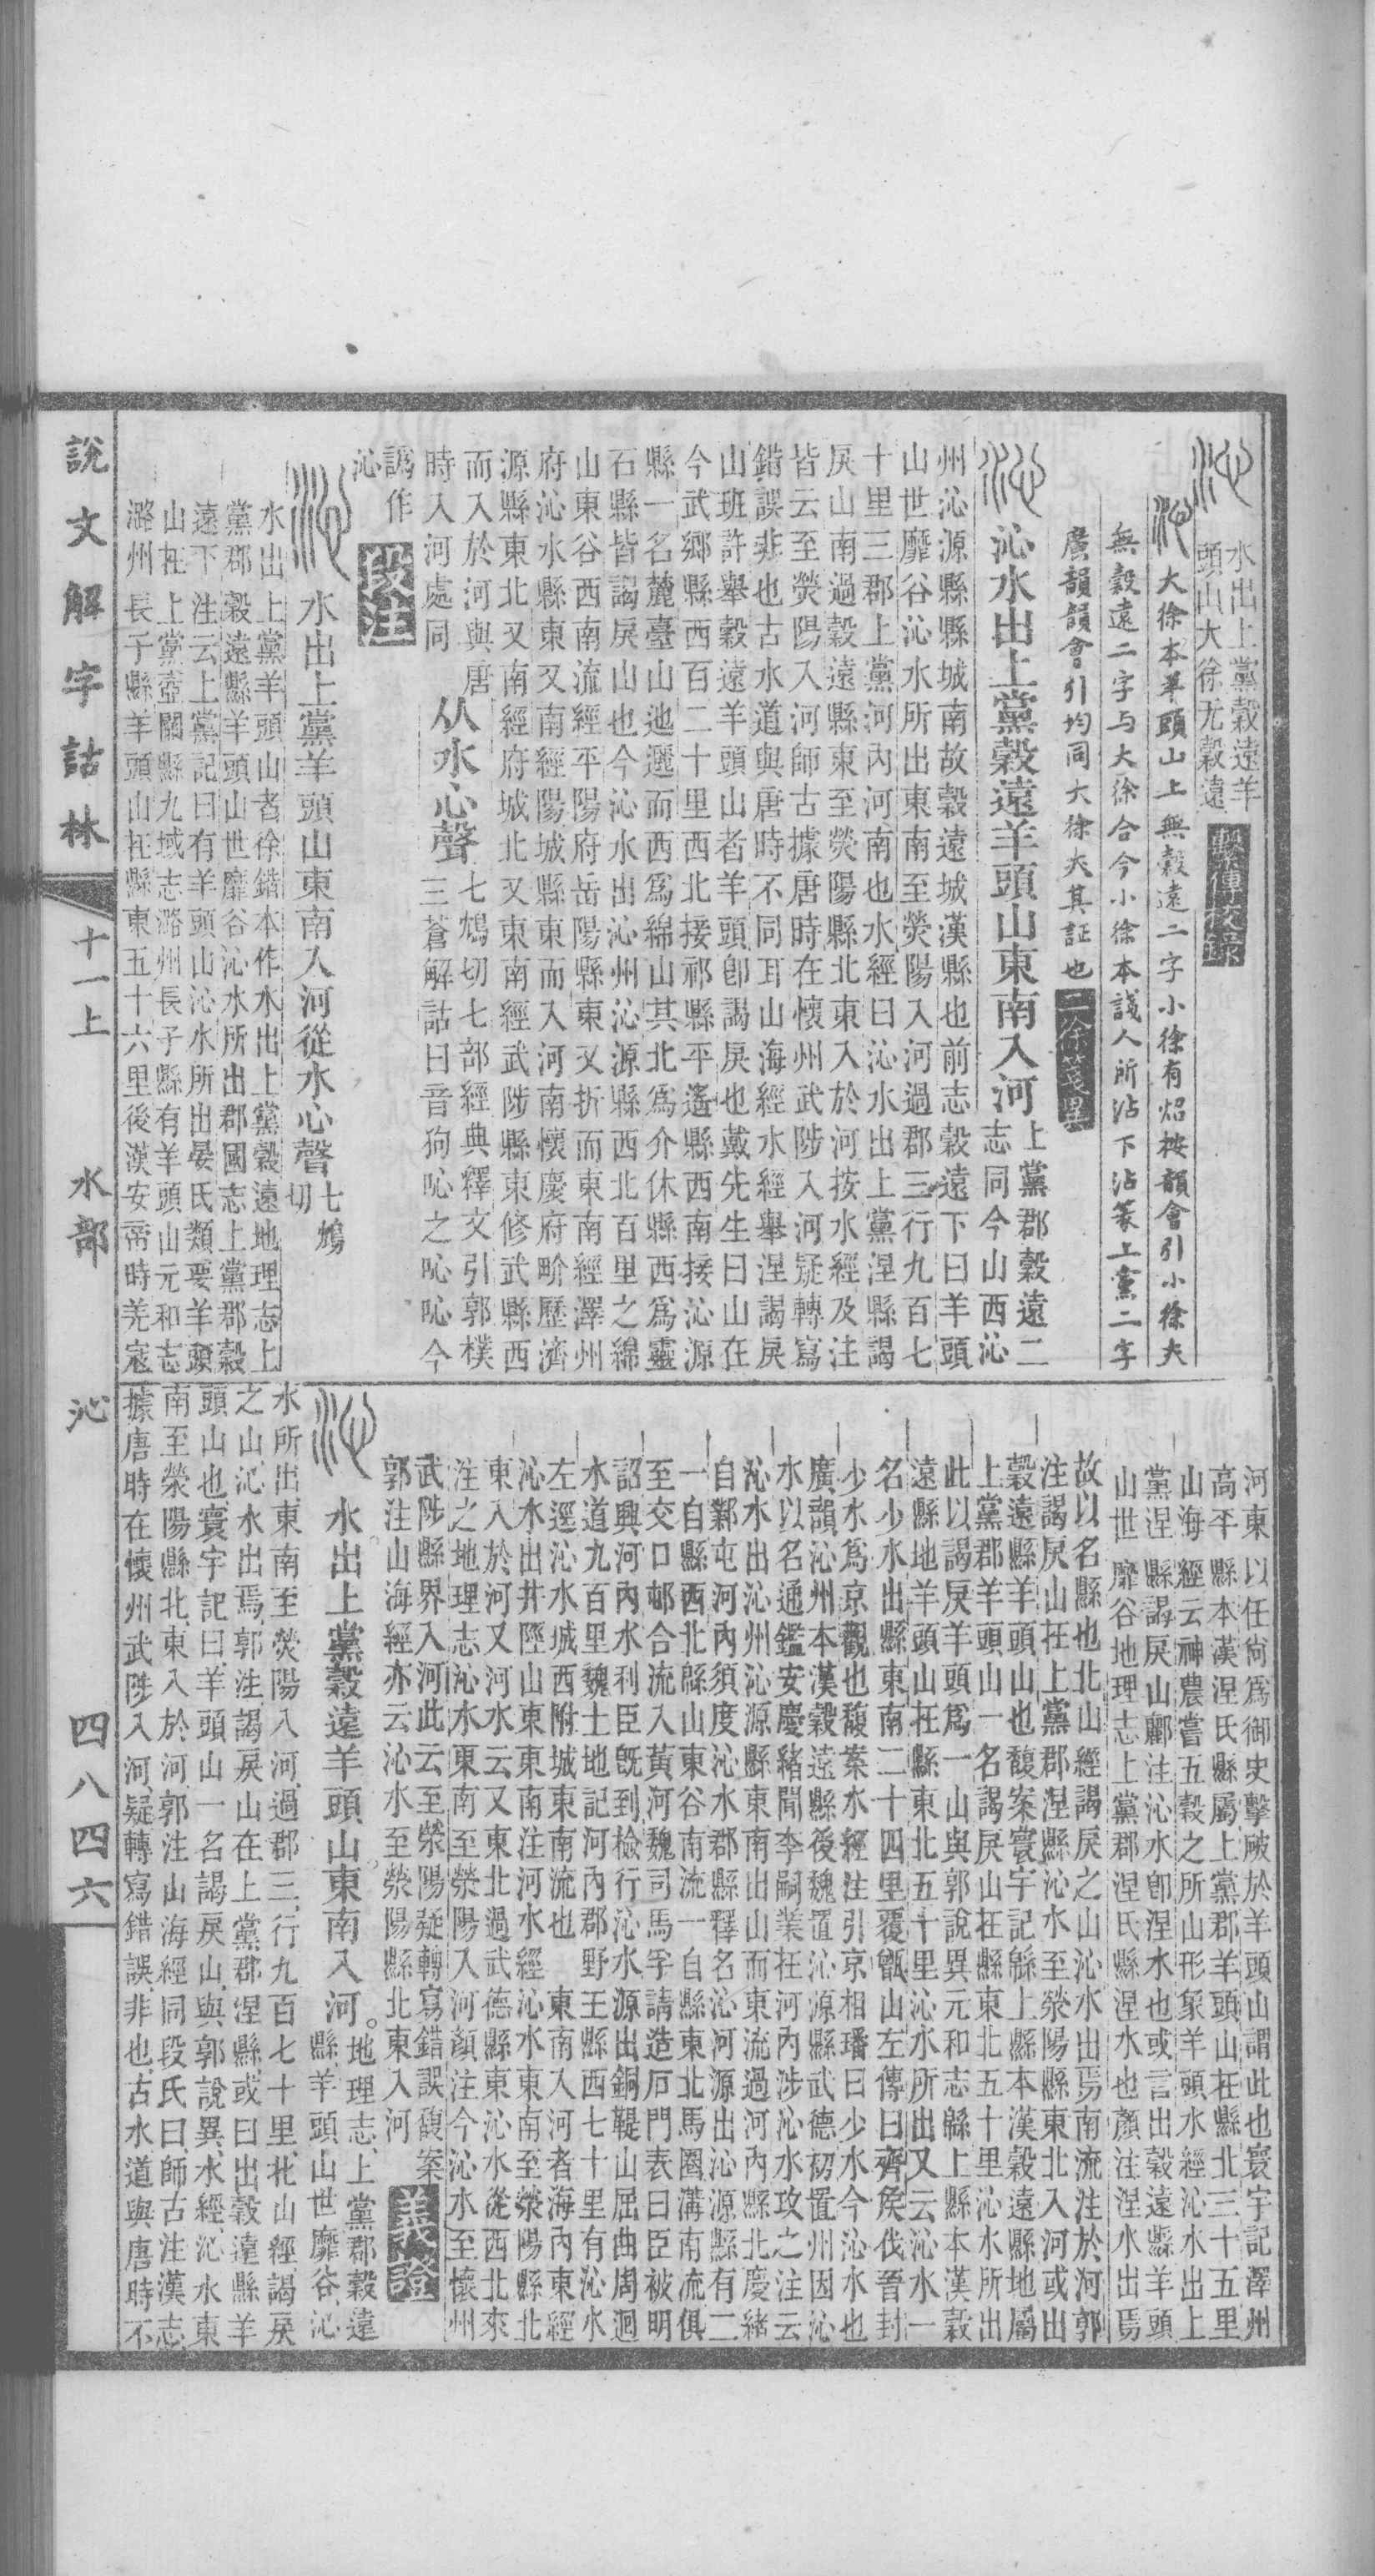 水出上黨穀遠羊
頭山大徐无穀遠 繫傳校錄
大徐本羊頭山上無穀遠二字小徐有炤按韻會引小徐夫
無穀遠二字与大徐合今小徐本議人所沾下沾篆上黨二字
廣韻韻會引均同大徐夫其証也 二徐箋異
沁水出上黨穀遠羊頭山東南入河 上黨郡穀遠二
志同今山西沁
州沁源縣縣城南故穀遠城漢縣也前志穀遠下曰羊頭
山世靡谷沁水所出東南至熒陽入河過郡三行九百七
十里三郡上黨河內河南也水經曰沁水出上黨涅縣謁
戾山南過穀遠縣東至熒陽縣北東入於河按水經及注
皆云至熒陽入河師古據唐時在懷州武陟入河疑轉寫
錯誤非也古水道與唐時不同耳山海經水經舉涅謁戾
山班許舉穀遠羊頭山者羊頭卽謁戾也戴先生曰山在
今武鄉縣西百二十里西北接祁縣平遙縣西南接沁源
縣一名麓臺山迆邐而西爲綿山其北爲介休縣西爲靈
石縣皆謁戾山也今沁水出沁州沁源縣西北百里之綿
山東谷西南流經平陽府岳陽縣東又折而東南經澤州
府沁水縣東又南經陽城縣東而入河南懷慶府畍歷濟
源縣東北又南經府城北又東南經武陟縣東修武縣西
而入於河與唐
時入河處同 从水心聲 七鴆切七部經典釋文引郭樸
三蒼解詁曰音狗吣之吣吣今
譌作
沁 段注
水出上黨羊頭山東南入河從水心聲 七鴆
切
水出上黨羊頭山者徐鍇本作水出上黨穀遠地理志上
黨郡穀遠縣羊頭山世靡谷沁水所出郡國志上黨郡穀
遠下注云上黨記曰有羊頭山沁水所出晏氏類要羊頭
山在上黨壺關縣九域志潞州長子縣有羊頭山元和志
潞州長子縣羊頭山在縣東五十六里後漢安帝時羌寇
河東以任尚爲御史擊破於羊頭山謂此也寰宇記澤州
高平縣本漢涅氏縣屬上黨郡羊頭山在縣北三十五里
山海經云神農嘗五穀之所山形象羊頭水經沁水出上
黨涅縣謁戾山酈注沁水卽涅水也或言出穀遠縣羊頭
山世靡谷地理志上黨郡涅氏縣涅水也顏注涅水出焉
故以名縣也北山經謁戾之山沁水出焉南流注於河郭
注謁戾山在上黨郡涅縣沁水至滎陽縣東北入河或出
穀遠縣羊頭山也馥案寰宇記緜上縣本漢穀遠縣地屬
上黨郡羊頭山一名謁戾山在縣東北五十里沁水所出
此以謁戾羊頭爲一山與郭說異元和志緜上縣本漢穀
遠縣地羊頭山在縣東北五十里沁水所出又云沁水一
名少水出縣東南二十四里覆甑山左傳曰齊侯伐晉封
少水爲京觀也馥案水經注引京相璠曰少水今沁水也
廣韻沁州本漢穀遠縣後魏置沁源縣武德初置州因沁
水以名通鑑安慶緒聞李嗣業在河內涉沁水攻之注云
沁水出沁州沁源縣東南出山而東流過河內縣北慶緒
自鄴屯河內須度沁水郡縣釋名沁河源出沁源縣有二
一自縣西北緜山東谷南流一自縣東北馬圈溝南流俱
至交口邨合流入黃河魏司馬孚請造石門表曰臣被明
詔興河內水利臣旣到檢行沁水源出銅鞮山屈曲周迴
水道九百里魏土地記河內郡野王縣西七十里有沁水
左逕沁水城西附城東南流也 東南入河者海內東經
沁水出井陘山東東南注河水經沁水東南至滎陽縣北
東入於河又河水云又東北過武德縣東沁水從西北來
注之地理志沁水東南至滎陽入河顏注今沁水至懷州
武陟縣界入河此云至滎陽疑轉寫錯誤馥案
郭注山海經亦云沁水至滎陽縣北東入河 義證
水出上黨穀遠羊頭山東南入河。 地理志、上黨郡穀遠
縣羊頭山世靡谷、沁
水所出、東南至滎陽入河、過郡三、行九百七十里、北山經、謁戾
之山、沁水出焉、郭注、謁戾山在上黨郡涅縣、或曰出穀遠縣羊
頭山也、寰宇記曰、羊頭山一名謁戾山、與郭說異、水經、沁水東
南至滎陽縣北、東入於河、郭注山海經同、段氏曰、師古注漢志、
據唐時在懷州武陟入河、疑轉寫錯誤、非也、古水道與唐時不
說文解字詁林 十一上 水部 沁 四八四六